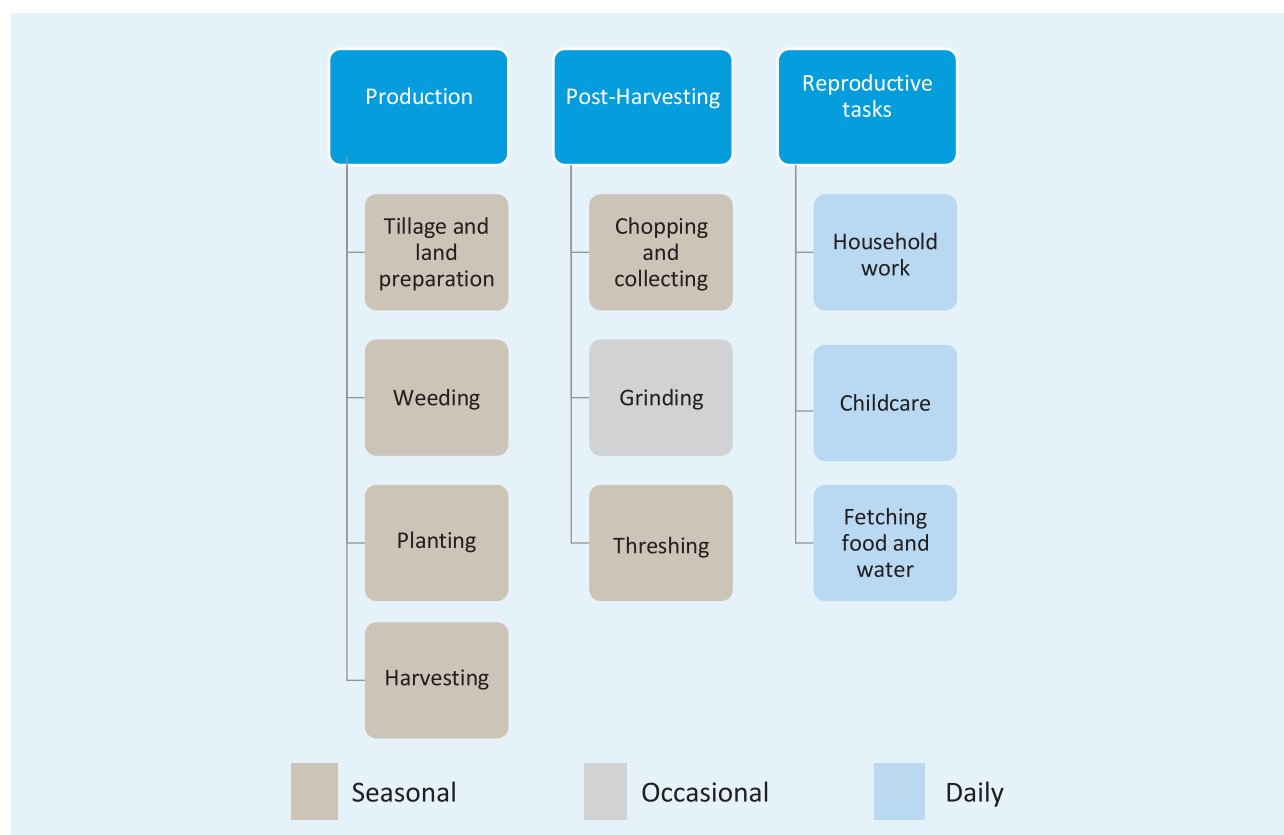 Production
Post-Harvesting
Reproductive
tasks
Tillage and
land
preparation
Weeding
Planting
Harvesting
Chopping
and
collecting
Grinding
Threshing
Household
work
Childcare
Fetching
food and
water
Seasonal
Occasional
Daily